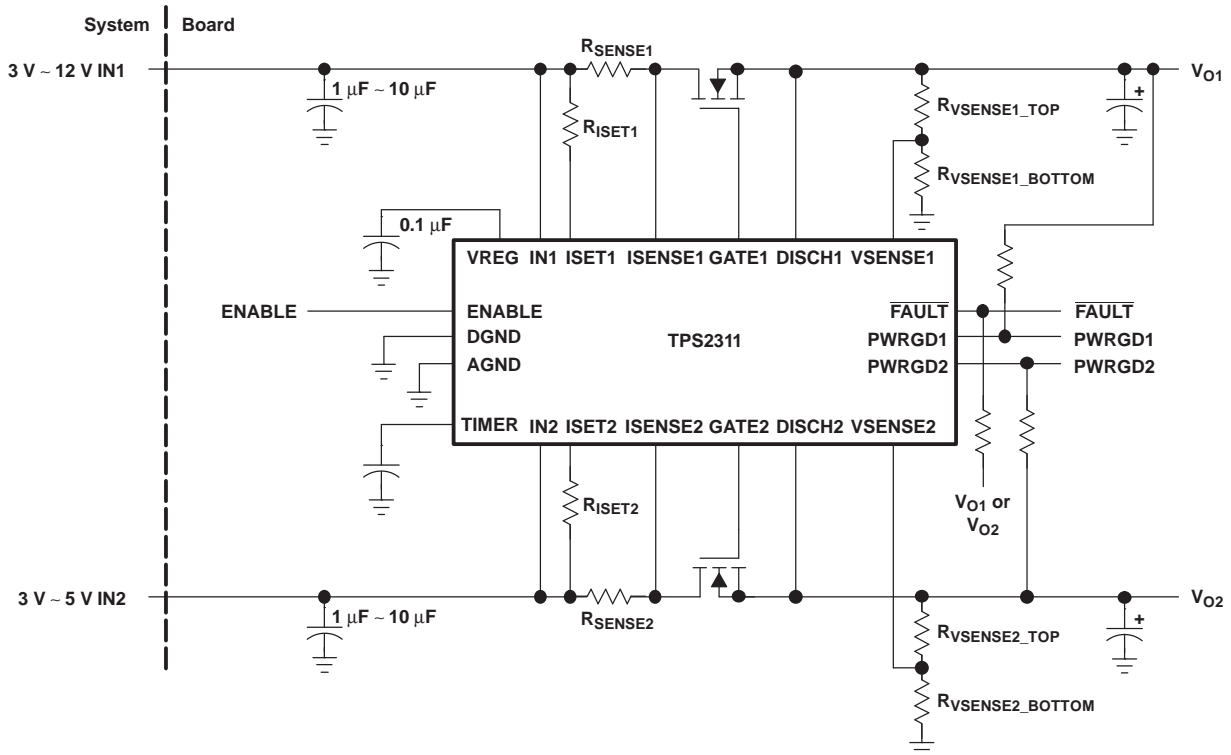 System Board
3 V ~ 12 V IN1
RSENSE1
VO1
1 μF ~ 10 μF
RISET1
RVSENSE1_TOP
+
RVSENSE1_BOTTOM
0.1 μF
VREG IN1 ISET1 ISENSE1 GATE1 DISCH1 VSENSE1
ENABLE ENABLE FAULT FAULT
DGND TPS2311 PWRGD1 PWRGD1
AGND PWRGD2 PWRGD2
TIMER IN2 ISET2 ISENSE2 GATE2 DISCH2 VSENSE2
RISET2
VO1 or
VO2
3 V ~ 5 V IN2
RSENSE2
VO2
1 μF ~ 10 μF
RVSENSE2_TOP
+
RVSENSE2_BOTTOM